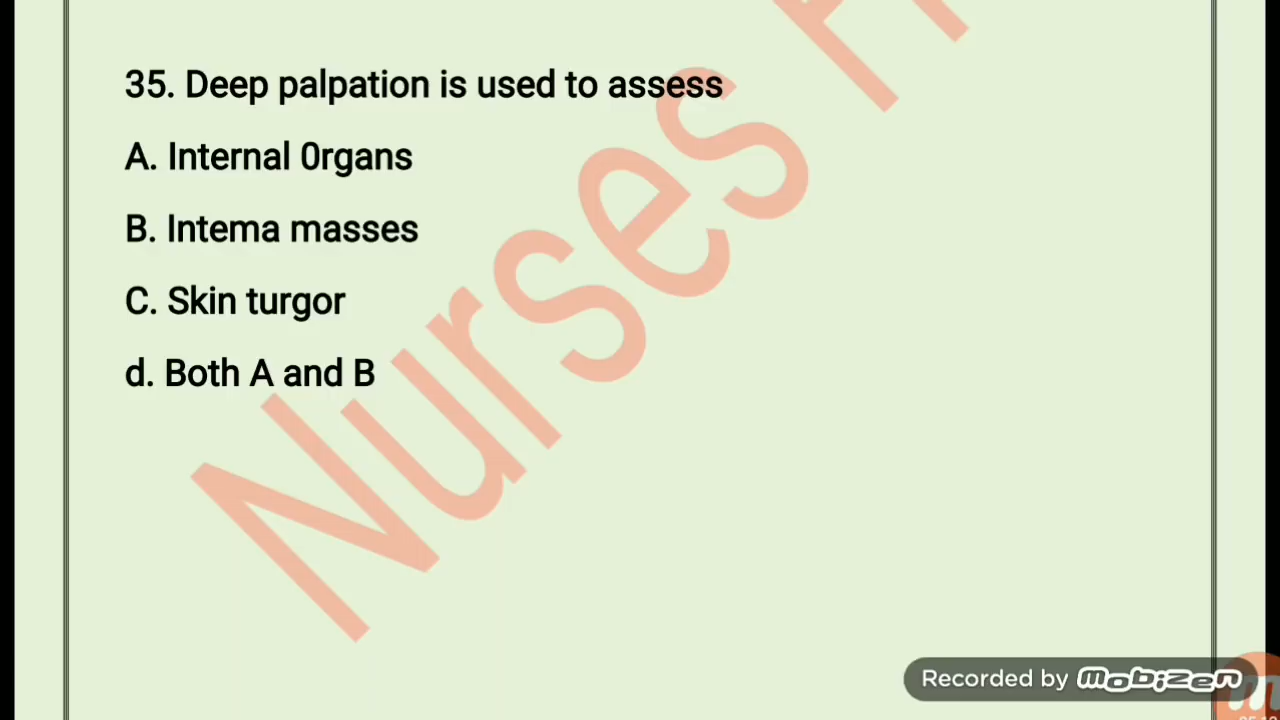 35. Deep palpation is used to assess
A. Internal 0rgans
B. Intema masses
C. Skin turgor
d. Both A and B
Nurses
Recorded by mobizen